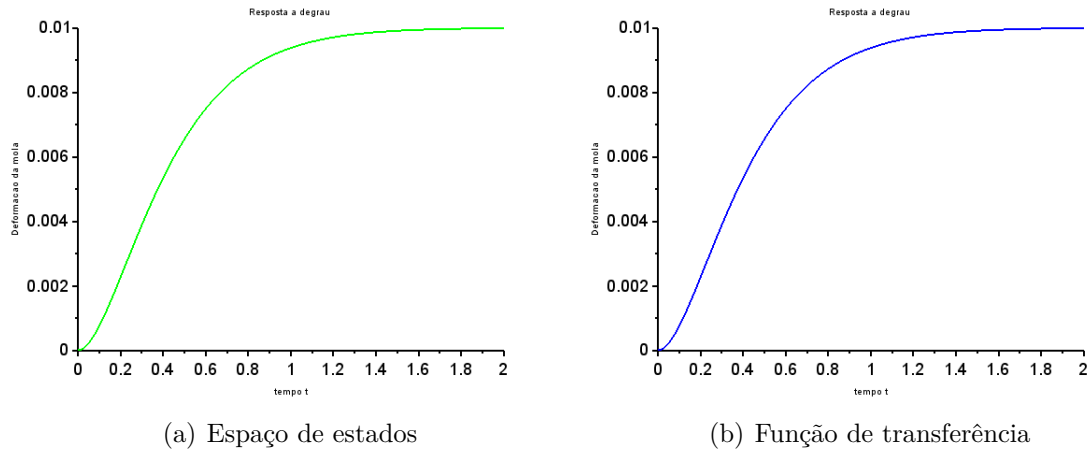 Resposta a degrau
0.01
0.008
0.006
0.004
0.002
0
Deformacao da mola
0 0.2 0.4 0.6 0.8 1 1.2 1.4 1.6 1.8 2
tempo t
(a) Espaço de estados
Resposta a degrau
0.01
0.008
0.006
0.004
0.002
0
Deformacao da mola
0 0.2 0.4 0.6 0.8 1 1.2 1.4 1.6 1.8 2
tempo t
(b) Função de transferência